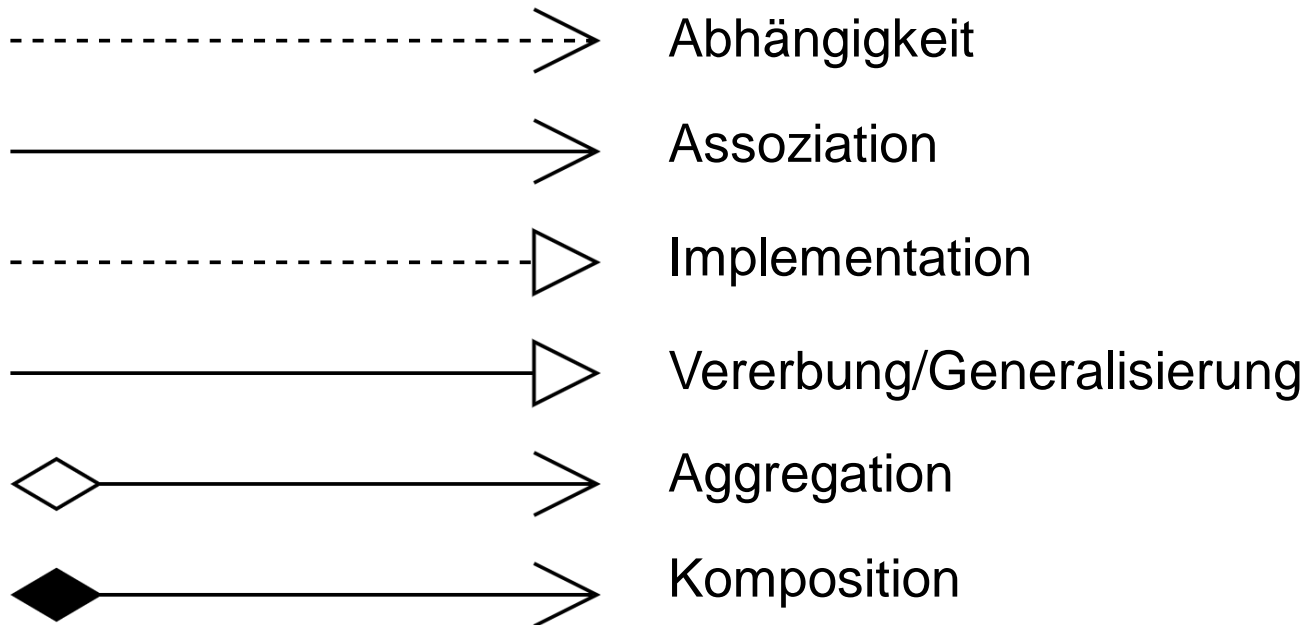 Abhängigkeit
Assoziation
Implementation
Vererbung/Generalisierung
Aggregation
Komposition